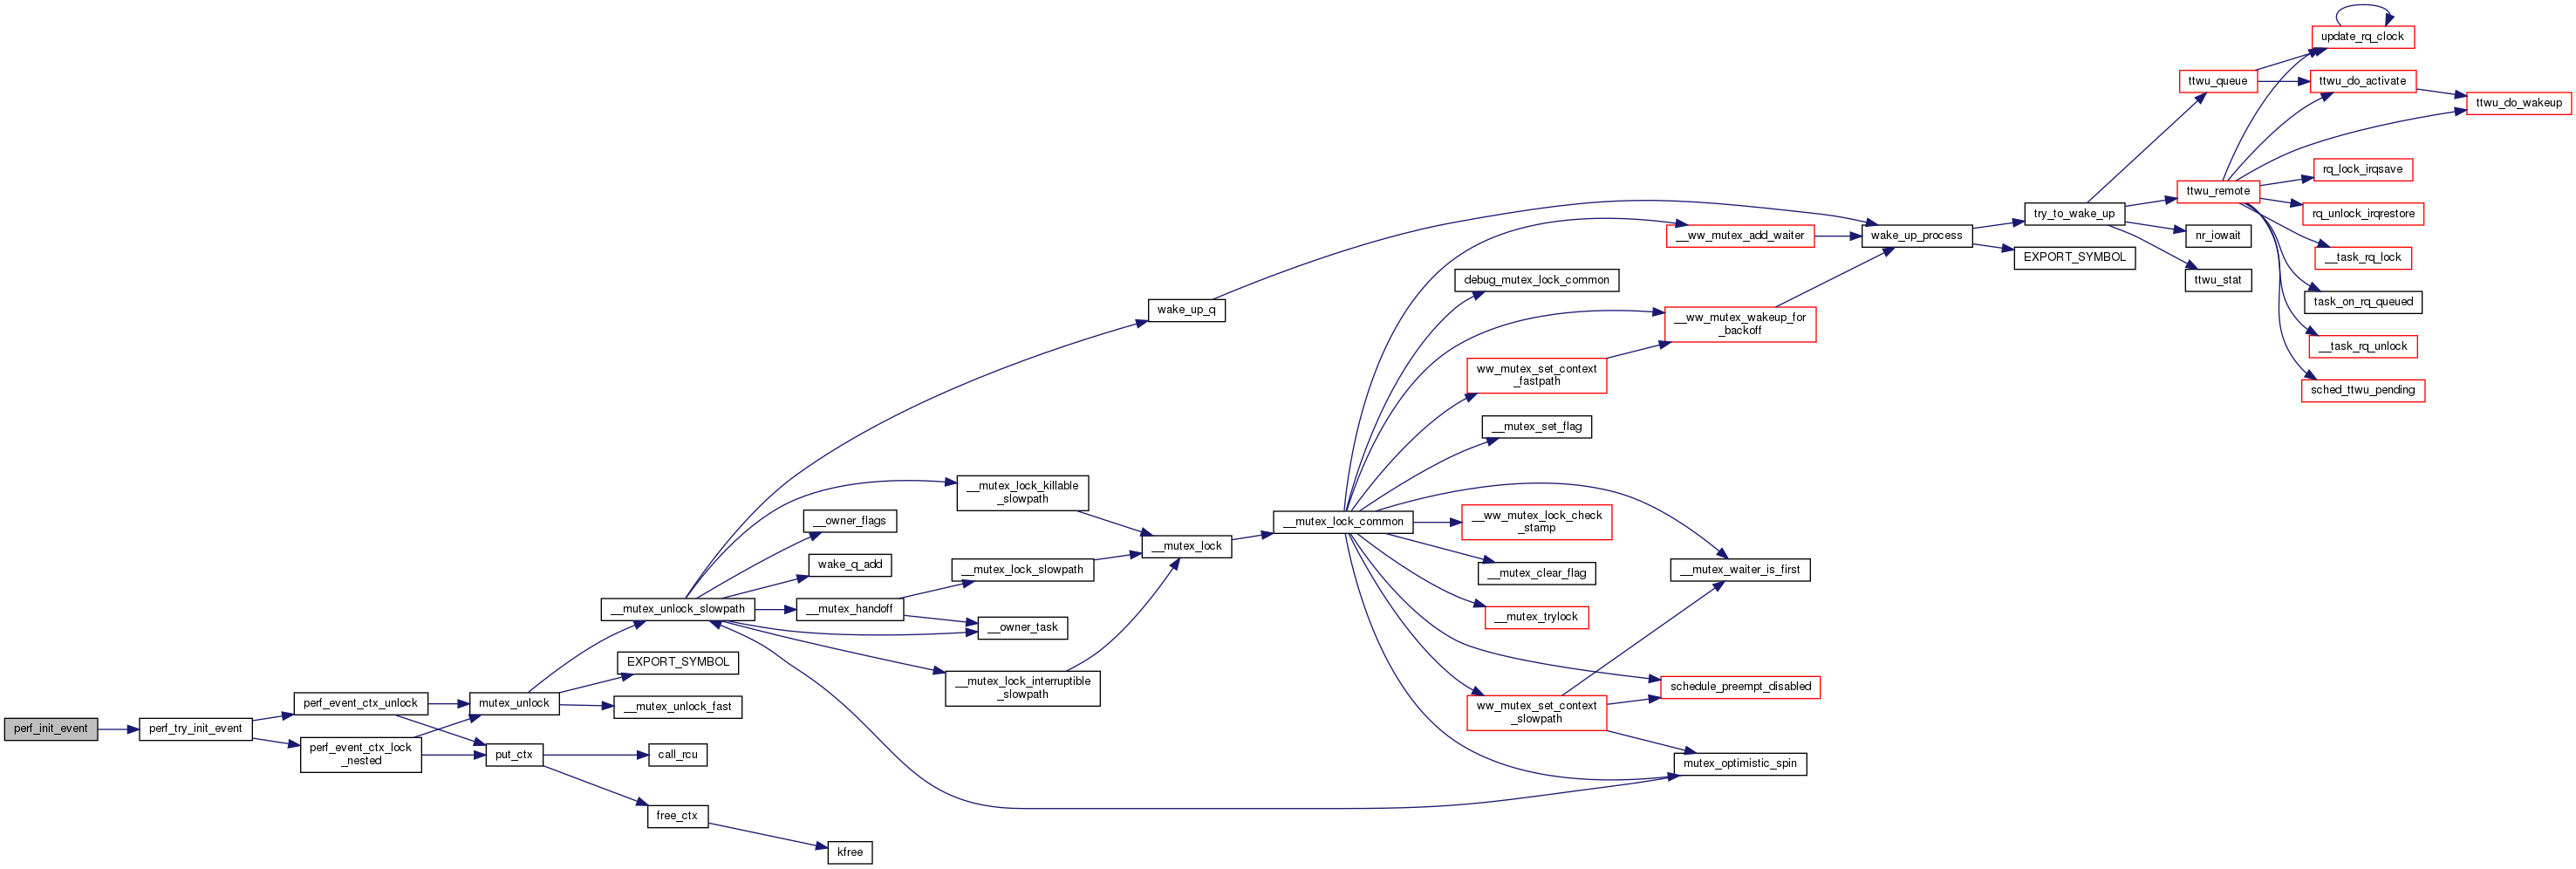 perf_init_event
perf_try_init_event
perf_event_ctx_unlock
perf_event_ctx_lock
_nested
mutex_unlock
put_ctx
__mutex_unlock_slowpath
EXPORT_SYMBOL
__mutex_unlock_fast
call_rcu
free_ctx
kfree
__owner_flags
wake_q_add
__mutex_handoff
__mutex_lock_killable
_slowpath
__mutex_lock_slowpath
__owner_task
__mutex_lock_interruptible
_slowpath
wake_up_q
__mutex_lock
__mutex_lock_common
debug_mutex_lock_common
ww_mutex_set_context
_fastpath
__mutex_set_flag
__ww_mutex_lock_check
_stamp
__mutex_clear_flag
__mutex_trylock
ww_mutex_set_context
_slowpath
__ww_mutex_add_waiter
__ww_mutex_wakeup_for
_backoff
__mutex_waiter_is_first
schedule_preempt_disabled
mutex_optimistic_spin
wake_up_process
try_to_wake_up
EXPORT_SYMBOL
ttwu_queue
ttwu_remote
nr_iowait
ttwu_stat
update_rq_clock
ttwu_do_activate
ttwu_do_wakeup
rq_lock_irqsave
rq_unlock_irqrestore
__task_rq_lock
task_on_rq_queued
__task_rq_unlock
sched_ttwu_pending